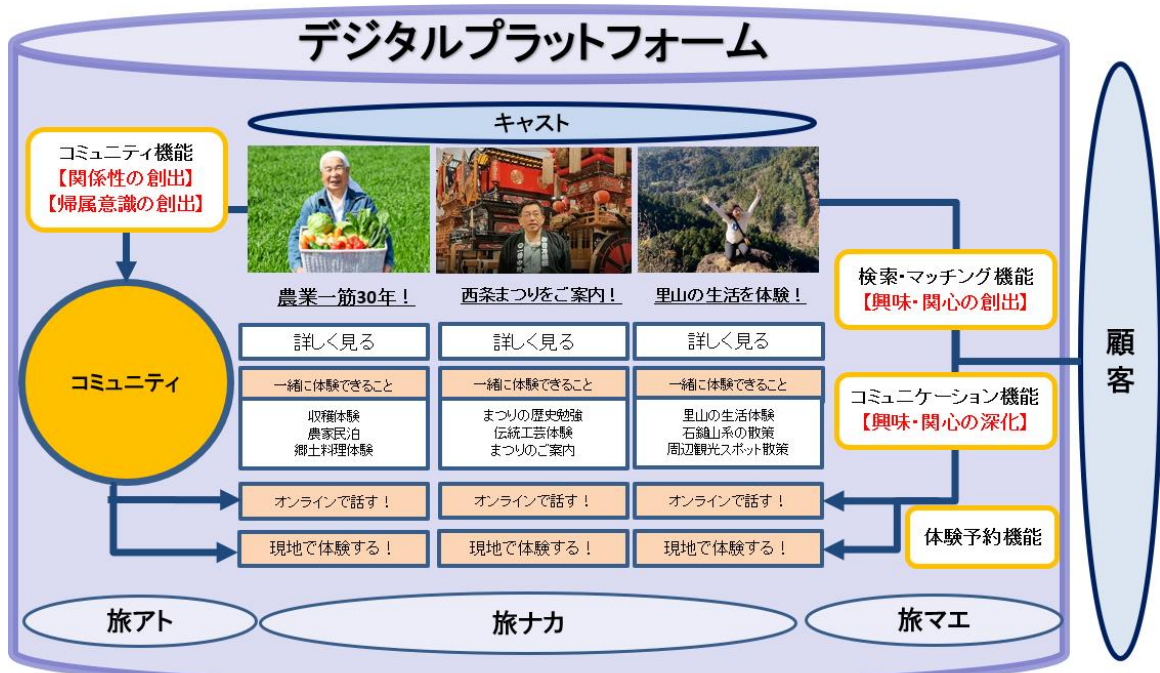 デジタルプラットフォーム
キャスト
コミュニティ機能
【関係性の創出】
【帰属意識の創出】
農業一筋30年！
西条まつりをご案内！
里山の生活を体験！
検索・マッチング機能
【興味・関心の創出】
顧客
詳しく見る
詳しく見る
詳しく見る
コミュニティ
一緒に体験できること
一緒に体験できること
一緒に体験できること
収穫体験
農家民泊
郷土料理体験
まつりの歴史勉強
伝統工芸体験
まつりのご案内
里山の生活体験
石鎚山系の散策
周辺観光スポット散策
コミュニケーション機能
【興味・関心の深化】
オンラインで話す！
オンラインで話す！
オンラインで話す！
現地で体験する！
現地で体験する！
現地で体験する！
体験予約機能
旅アト
旅ナカ
旅マエ